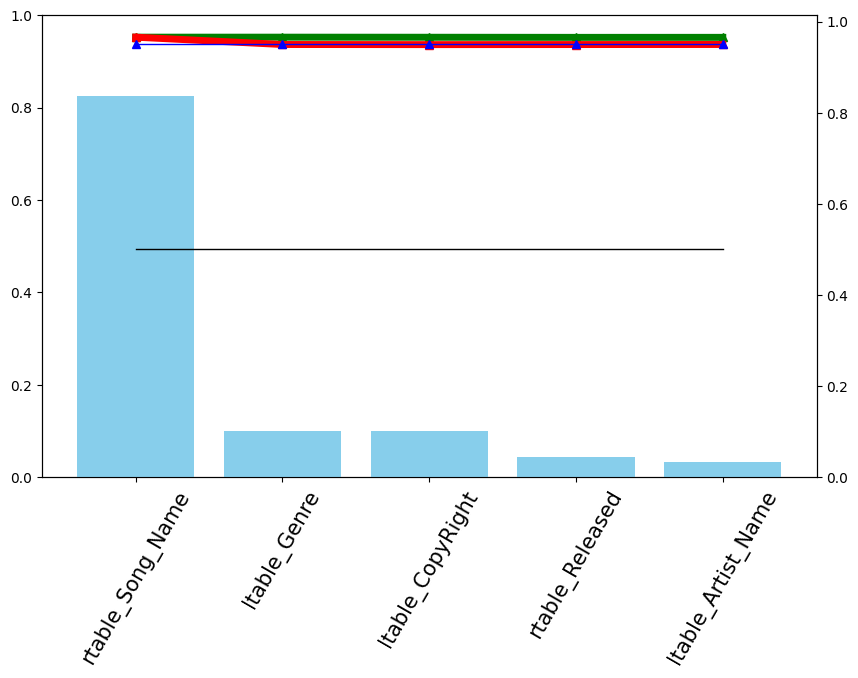 1.0
0.8
0.6
0.4
0.2
0.0
1.0
0.8
0.6
0.4
0.2
0.0
rtable_Song_Name
ltable_Genre
ltable_CopyRight
rtable_Released
ltable_Artist_Name